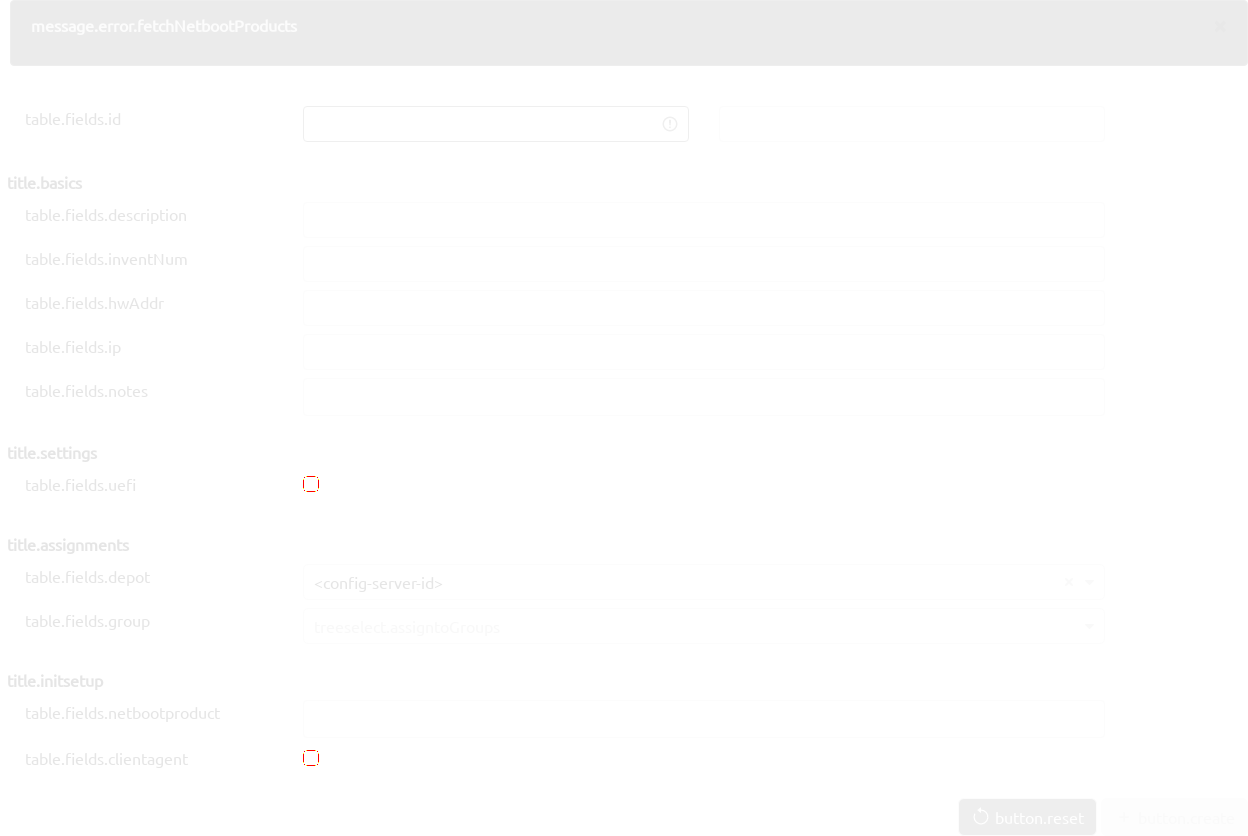 message.error.fetchNetbootProducts ×
table.fields.id
title.basics
table.fields.description
table.fields.inventNum
table.fields.hwAddr
table.fields.ip
table.fields.notes
title.settings
table.fields.uefi
title.assignments
table.fields.depot <config-server-id> ×
table.fields.group treeselect.assigntoGroups
title.initsetup
table.fields.netbootproduct
table.fields.clientagent
button.reset + button.create